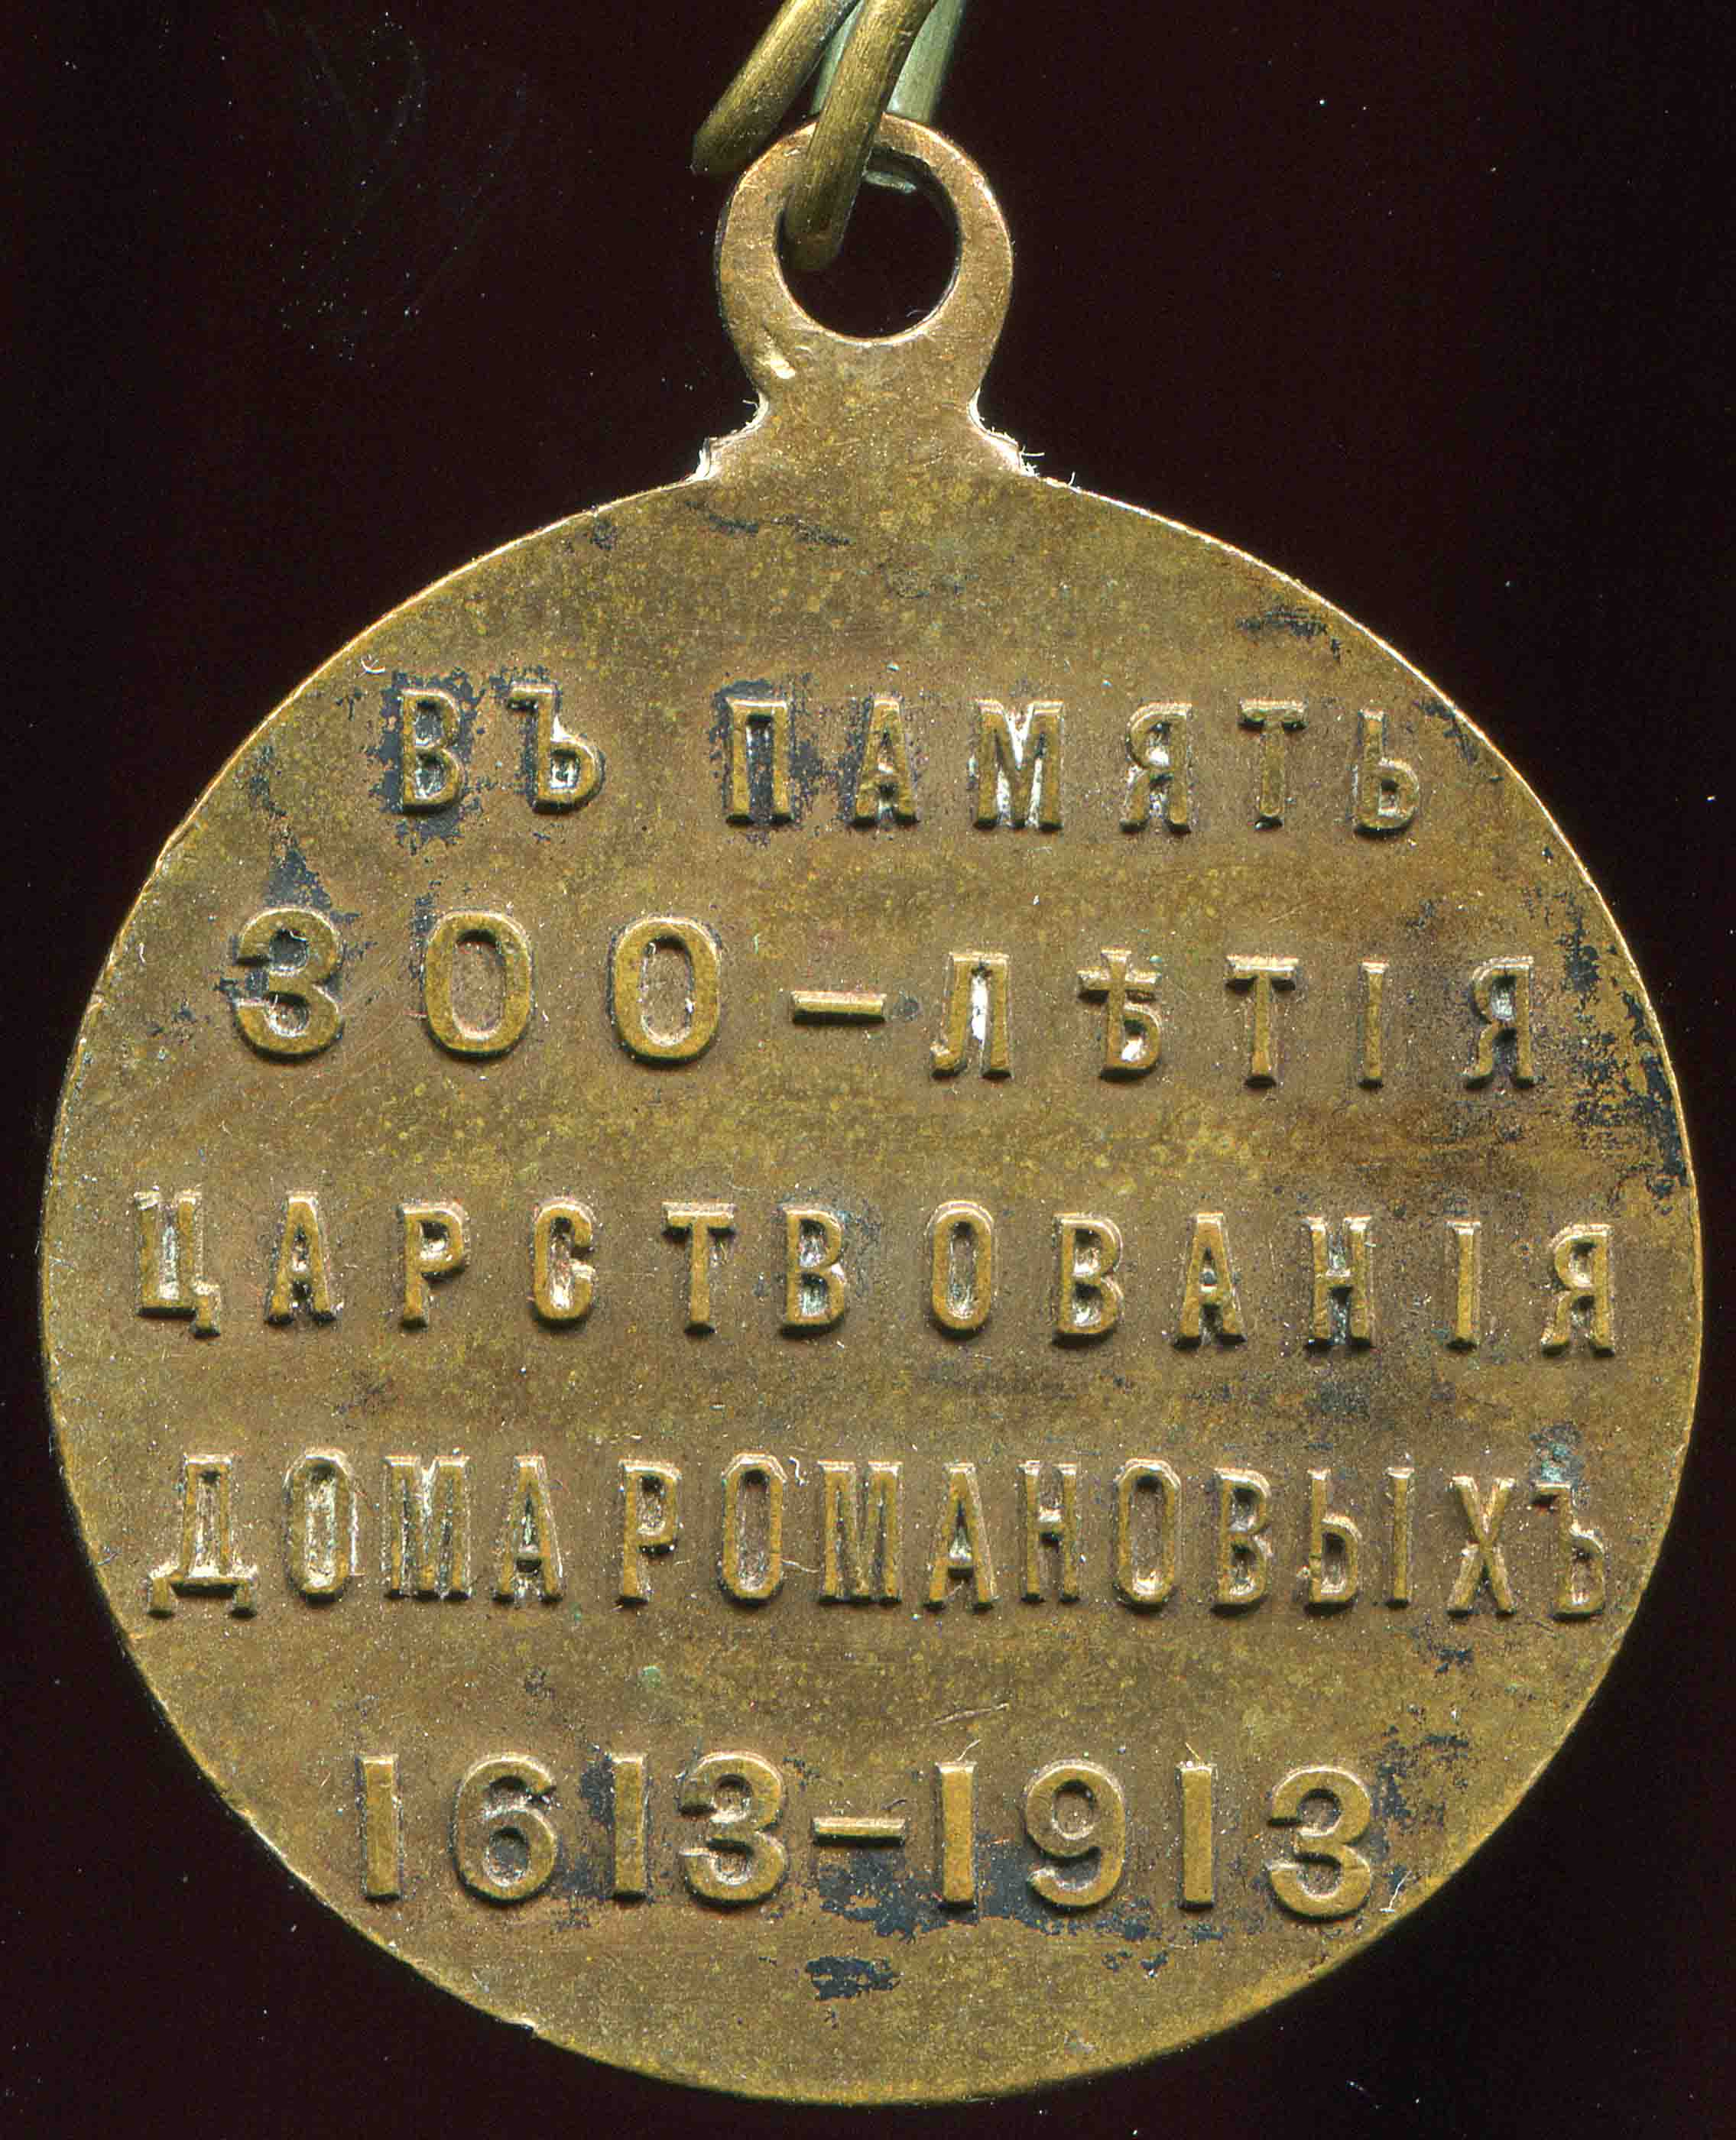 ВЪ ПАМЯТЬ
300-ЛѢТІЯ
ЦАРСТВОВАНІЯ
ДОМА РОМАНОВЫХЪ
1613-1913